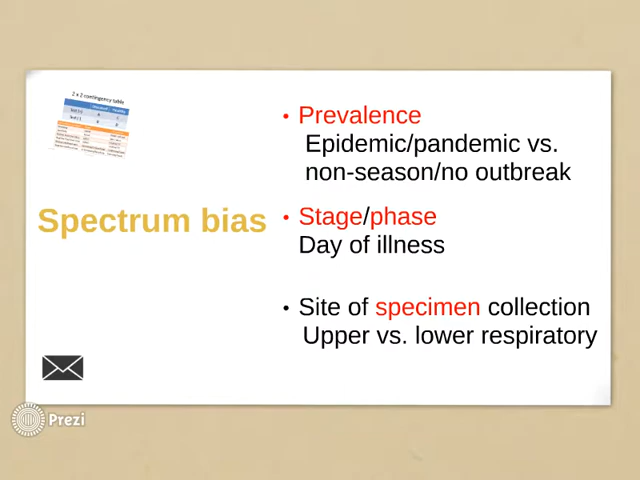 2 x 2 contingency table
Spectrum bias
• Prevalence
Epidemic/pandemic vs.
non-season/no outbreak
• Stage/phase
Day of illness
• Site of specimen collection
Upper vs. lower respiratory
Prezi